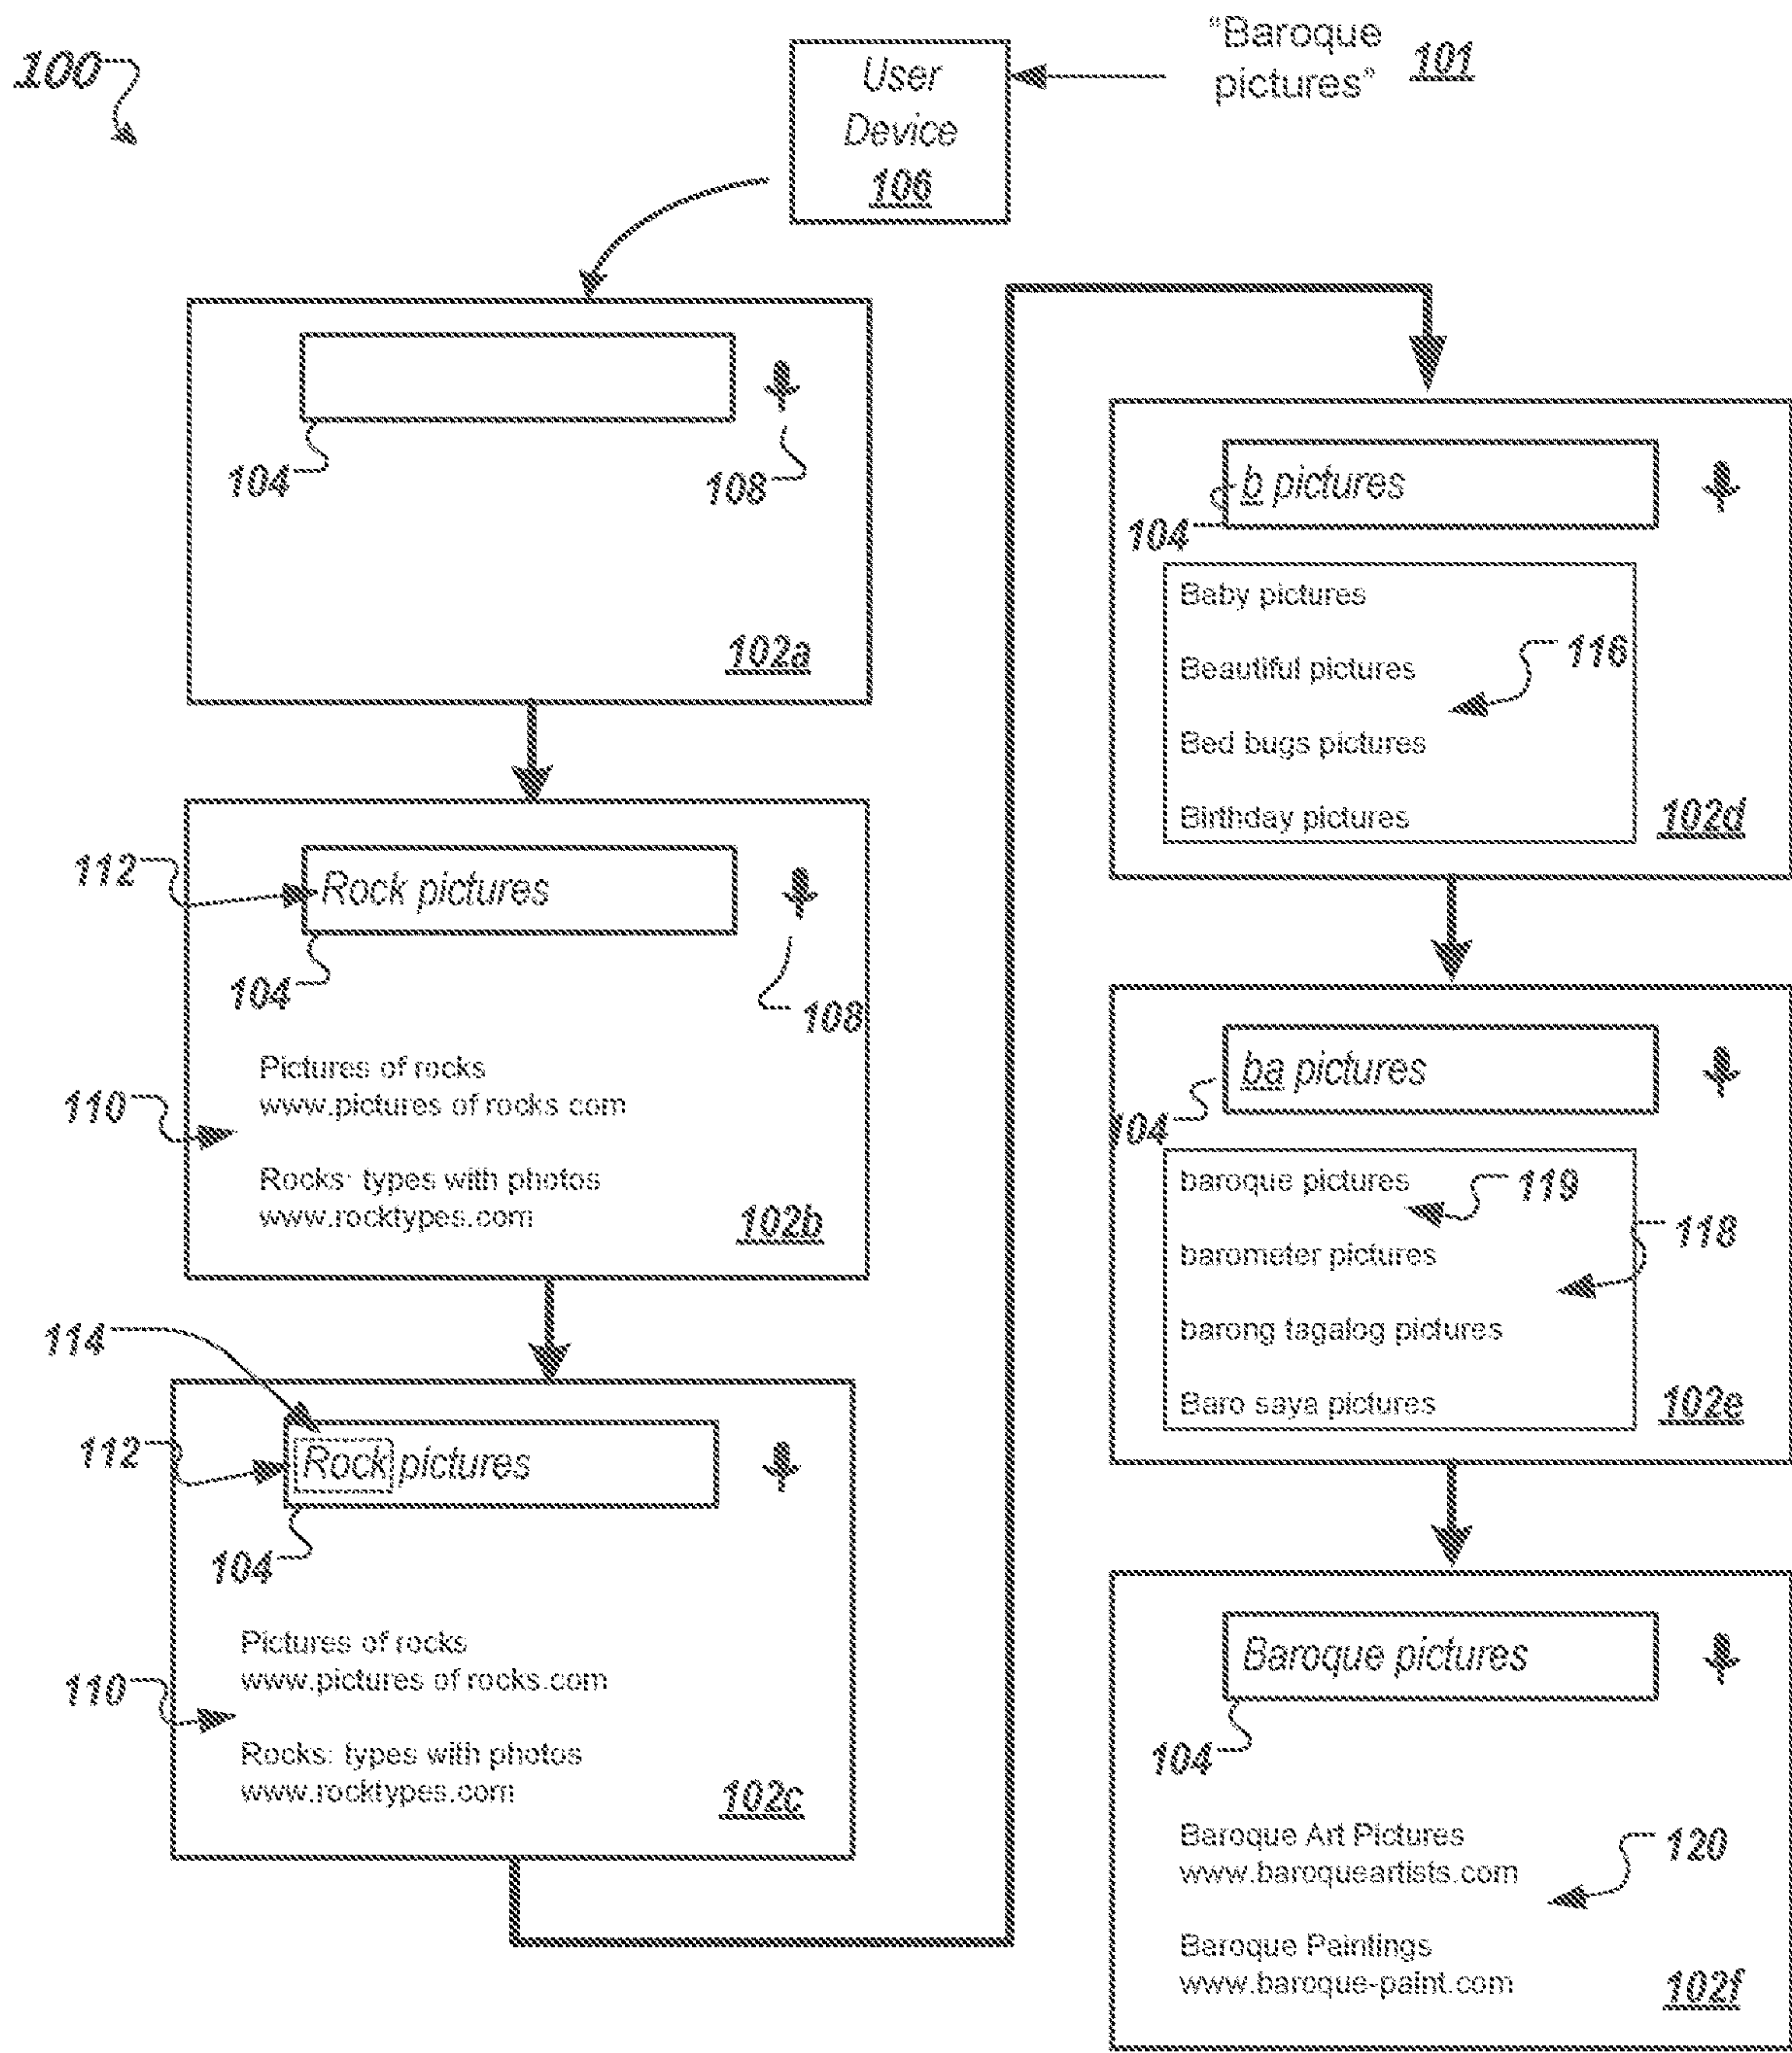 100
User
Device
106
"Baroque
pictures"
101
104
108
102a
112
Rock pictures
104
108
110
Pictures of rocks
www.pictures of rocks com
Rocks: types with photos
www.rocktypes.com
102b
114
112
Rock pictures
104
110
Pictures of rocks
www.pictures of rocks.com
Rocks: types with photos
www.rocktypes.com
102c
b pictures
104
Baby pictures
Beautiful pictures
116
Bed bugs pictures
Birthday pictures
102d
ba pictures
104
baroque pictures
119
118
barometer pictures
barong tagalog pictures
Baro saya pictures
102e
Baroque pictures
104
Baroque Art Pictures
www.baroqueartists.com
120
Baroque Paintings
www.baroque-paint.com
102f